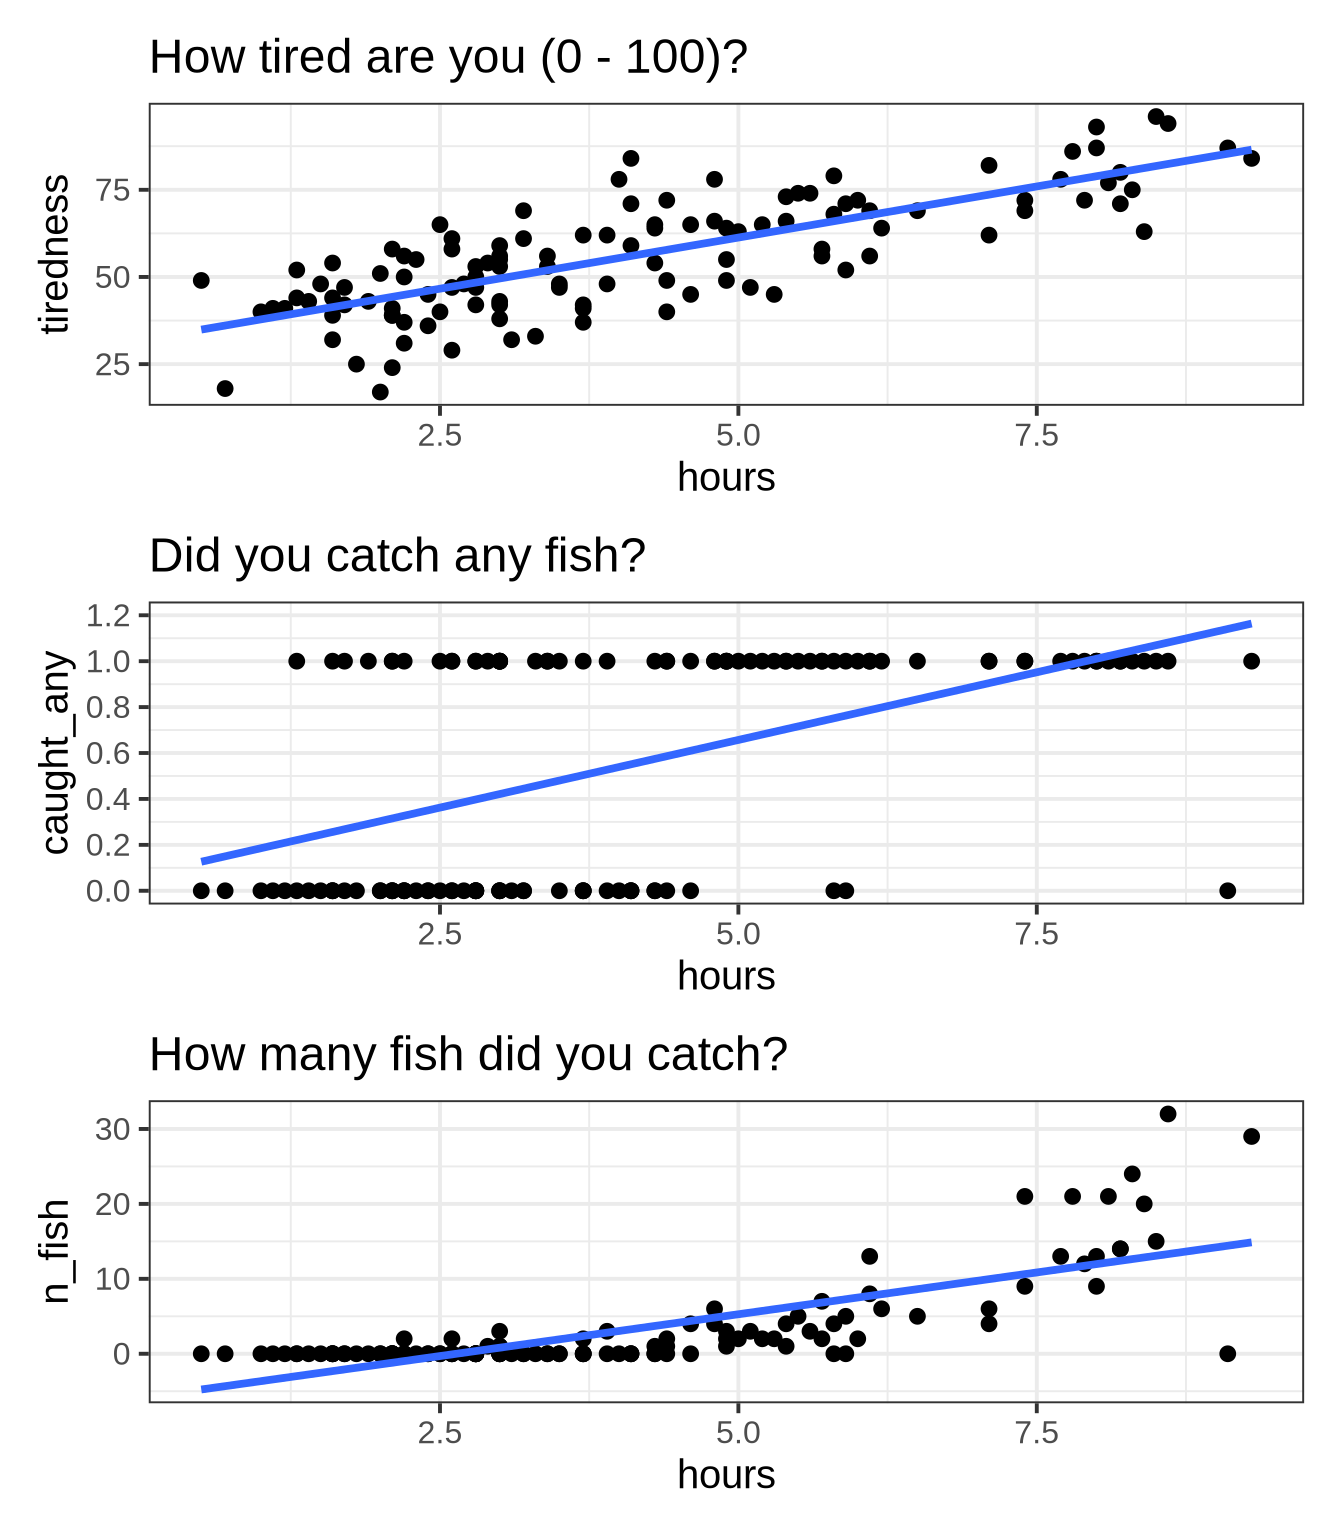 How tired are you (0 - 100)?
75
50
25
tiredness
2.5 5.0 7.5
hours
Did you catch any fish?
1.2
1.0
0.8
0.6
0.4
0.2
0.0
caught_any
2.5 5.0 7.5
hours
How many fish did you catch?
30
20
10
0
n_fish
2.5 5.0 7.5
hours